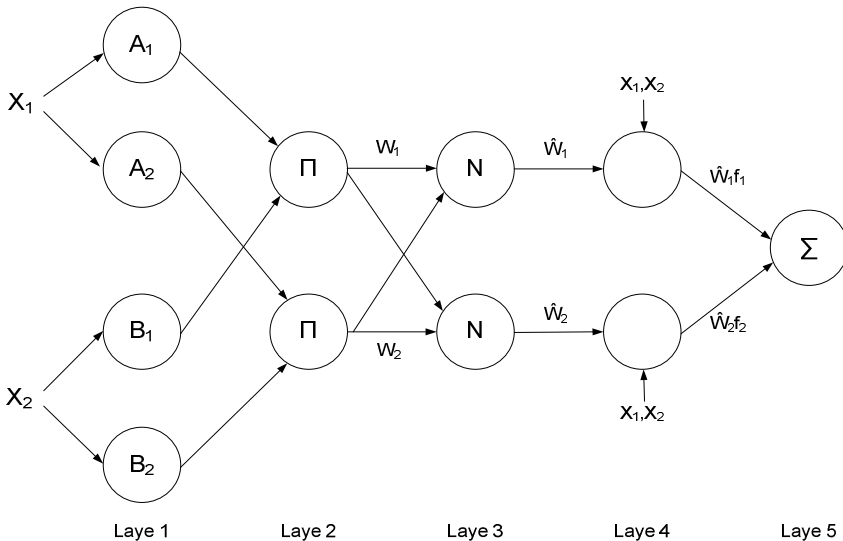 A₁
X₁
A₂
B₁
X₂
B₂
Π
Π
W₁
W₂
N
N
Ŵ₁
Ŵ₂
x₁,x₂
x₁,x₂
Ŵ₁f₁
Ŵ₂f₂
Σ
Laye 1
Laye 2
Laye 3
Laye 4
Laye 5